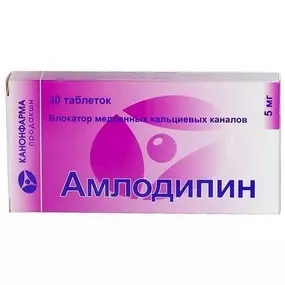 30 таблеток
Блокатор медленных кальциевых каналов
5 мг
КАНОНФАРМА
продакшн
Амлодипин